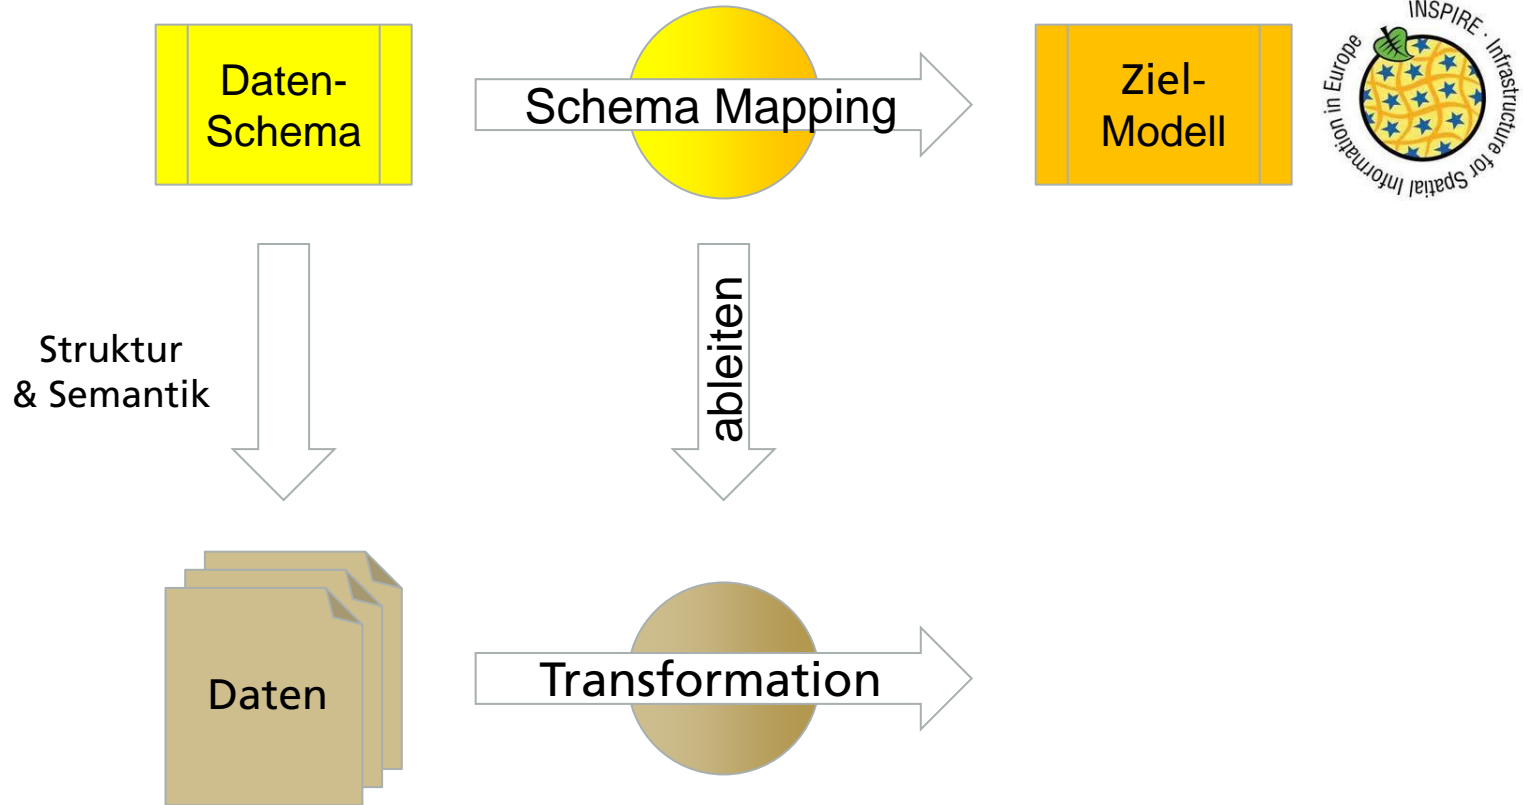 Daten-
Schema
Schema Mapping
Ziel-
Modell
INSPIRE · Infrastructure for Spatial Information in Europe
Struktur
& Semantik
ableiten
Daten
Transformation